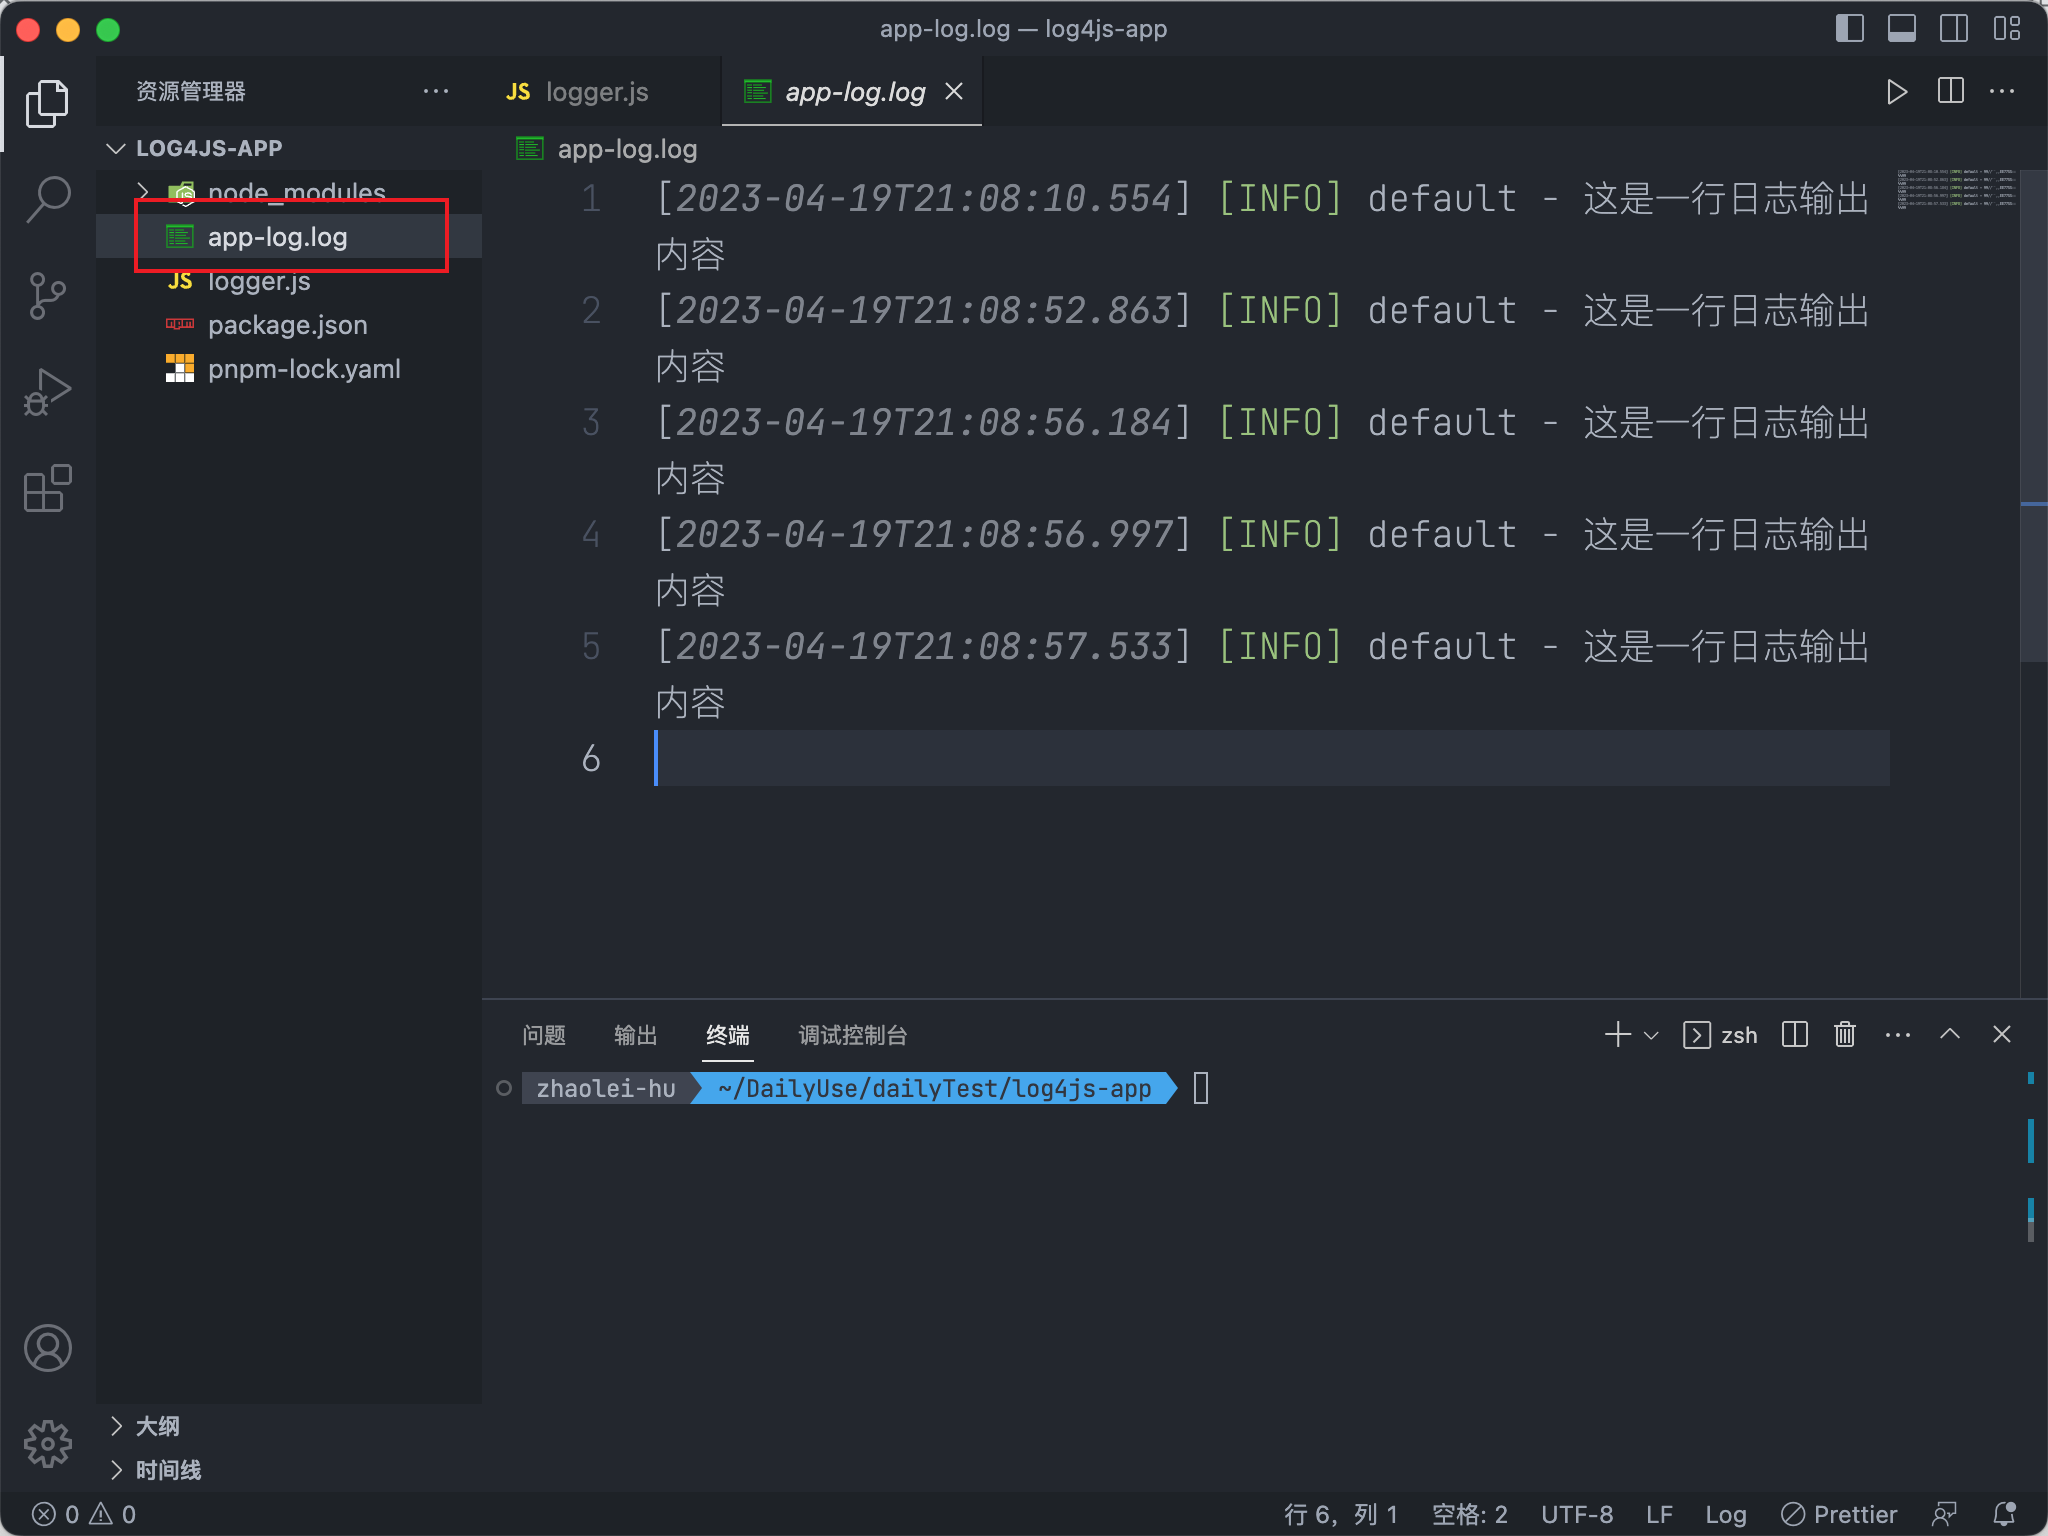 app-log.log — log4js-app
资源管理器
JS logger.js
app-log.log
LOG4JS-APP
node_modules
app-log.log
JS logger.js
package.json
pnpm-lock.yaml
app-log.log
1 [2023-04-19T21:08:10.554] [INFO] default - 这是一行日志输出
内容
2 [2023-04-19T21:08:52.863] [INFO] default - 这是一行日志输出
内容
3 [2023-04-19T21:08:56.184] [INFO] default - 这是一行日志输出
内容
4 [2023-04-19T21:08:56.997] [INFO] default - 这是一行日志输出
内容
5 [2023-04-19T21:08:57.533] [INFO] default - 这是一行日志输出
内容
6
问题 输出 终端 调试控制台
zsh
zhaolei-hu ~/DailyUse/dailyTest/log4js-app
大纲
时间线
0 0
行 6，列 1 空格: 2 UTF-8 LF Log Prettier